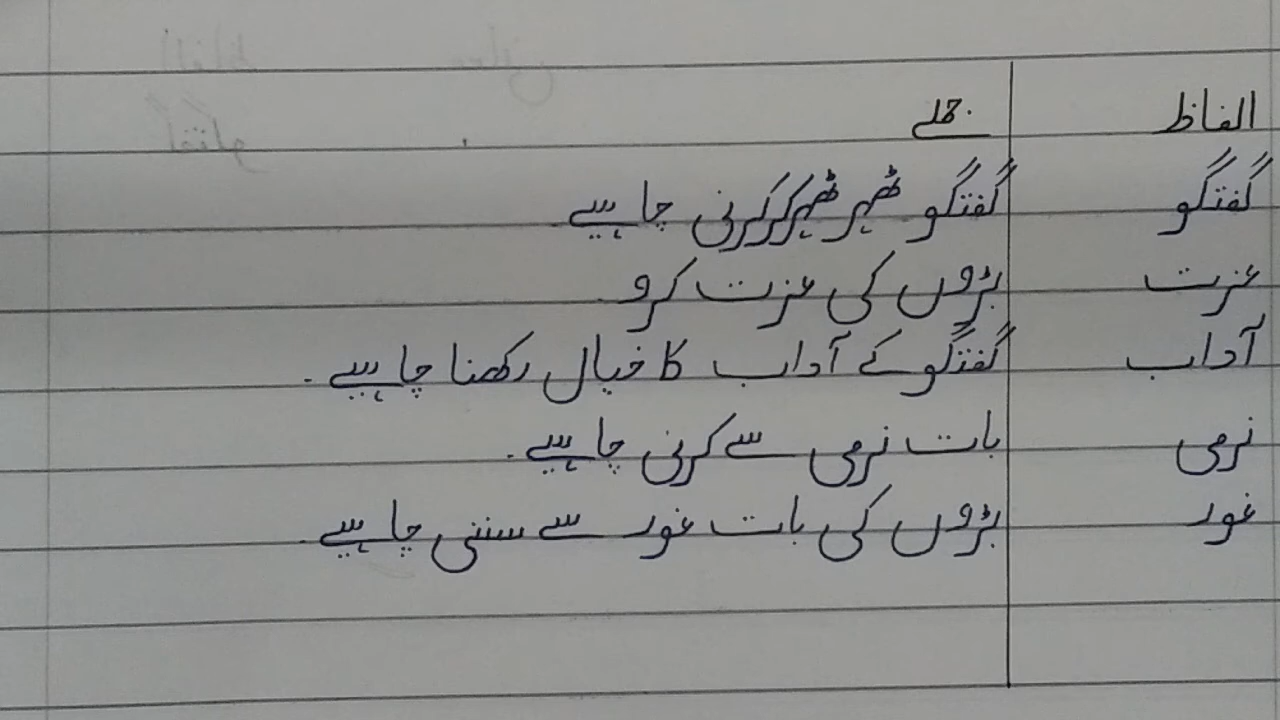 الفاظ جملے
گفتگو گفتگو ٹھہر ٹھہر کر کرنی چاہیے۔
عزت بڑوں کی عزت کرو
آداب گفتگو کے آداب کا خیال رکھنا چاہیے۔
نرمی بات نرمی سے کرنی چاہیے۔
غور بڑوں کی بات غور سے سننی چاہیے۔